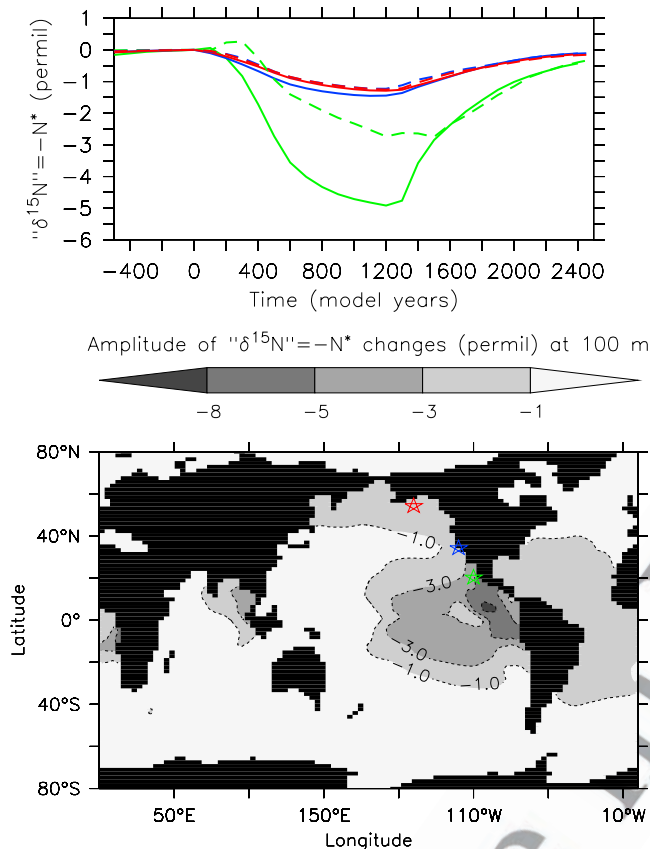 "δ¹⁵N"=−N* (permil)
1
0
−1
−2
−3
−4
−5
−6
−400 0 400 800 1200 1600 2000 2400
Time (model years)
Amplitude of "δ¹⁵N"=−N* changes (permil) at 100 m
−8 −5 −3 −1
Latitude
80°N
40°N
0°
40°S
80°S
−1.0
−3.0
−3.0
−1.0
−1.0
50°E 150°E 110°W 10°W
Longitude